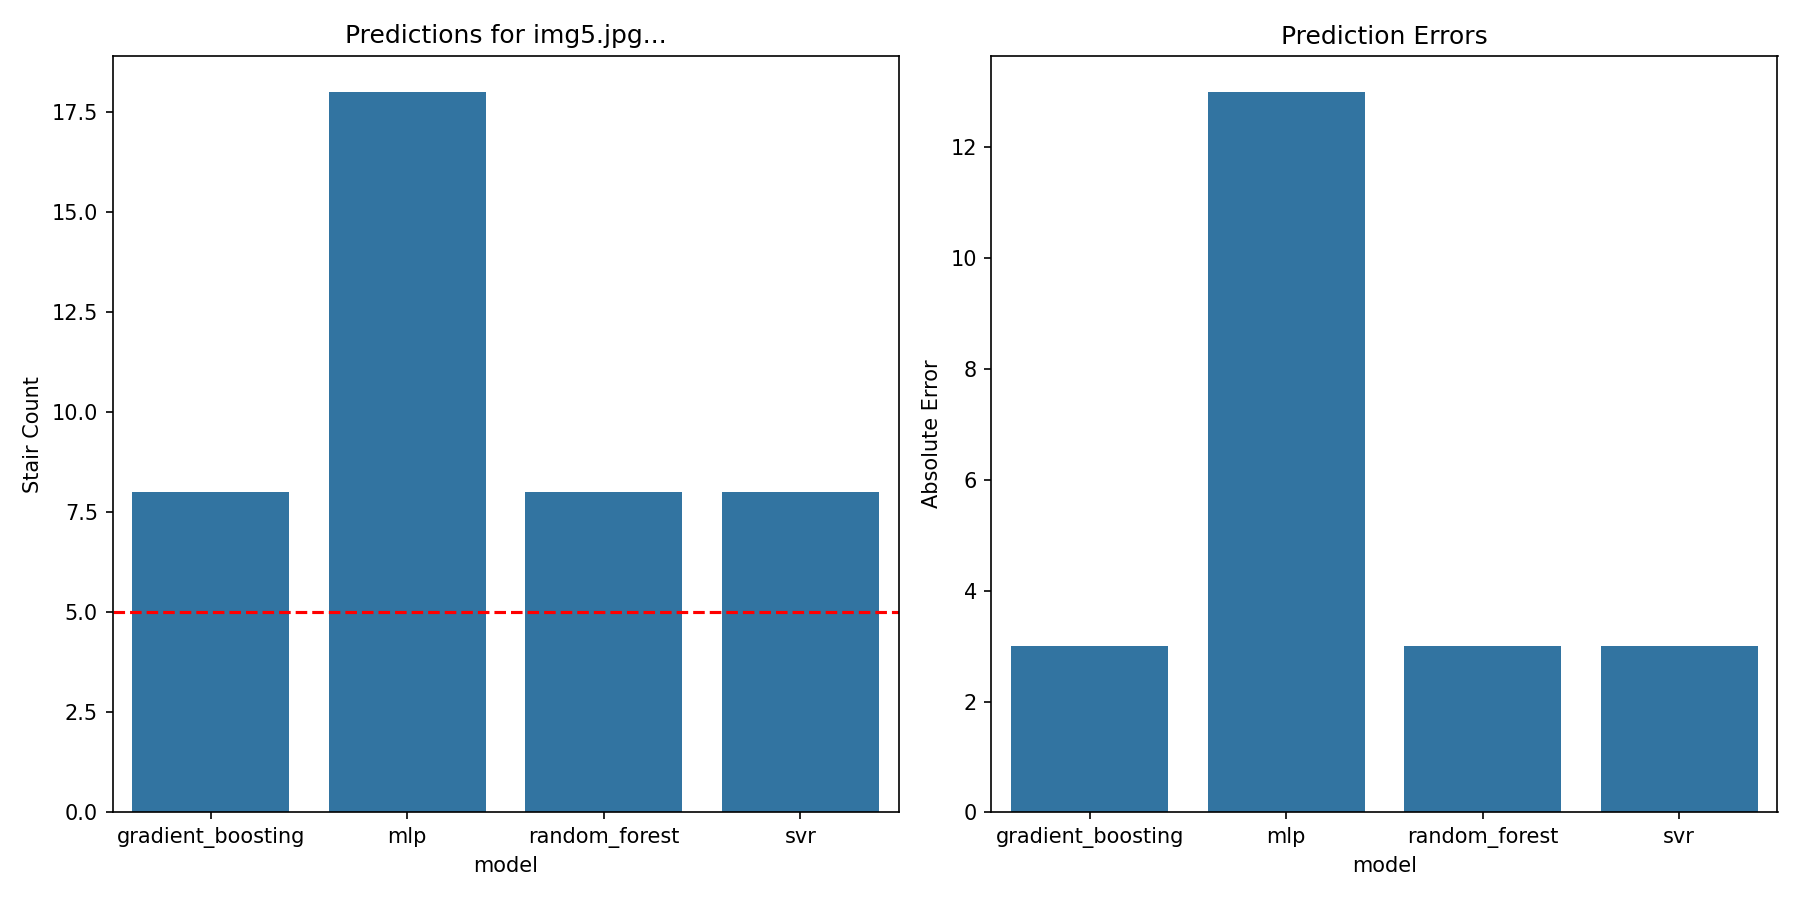 Predictions for img5.jpg...
17.5
15.0
12.5
10.0
7.5
5.0
2.5
0.0
Stair Count
gradient_boosting mlp random_forest svr
model
Prediction Errors
12
10
8
6
4
2
0
Absolute Error
gradient_boosting mlp random_forest svr
model